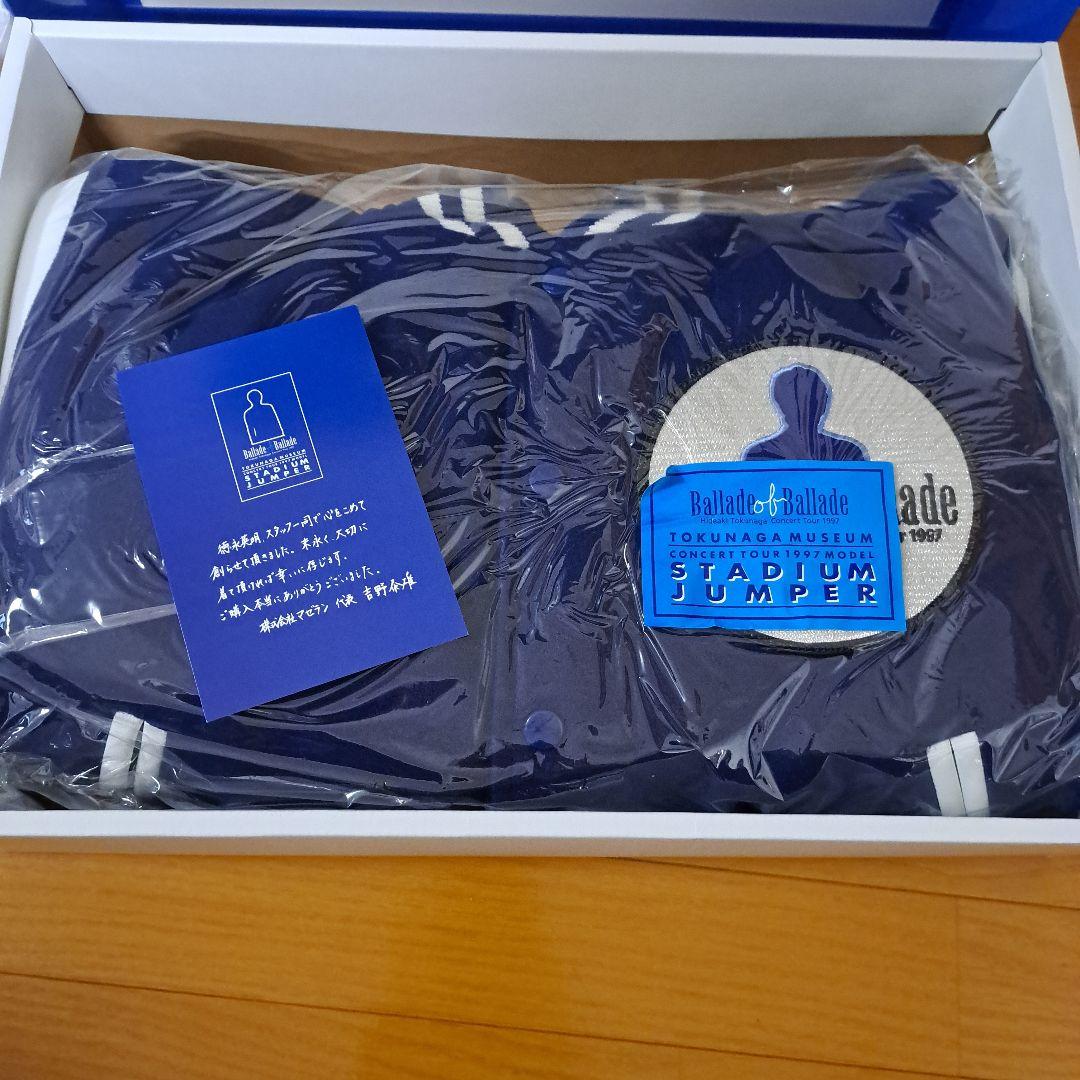 Ballade of Ballade
TOKUNAGA MUSEUM
CONCERT TOUR 1997 MODEL
STADIUM
JUMPER
徳永英明、スタッフ一同で心をこめて
創らせて頂きました。末永く、大切に
着て頂ければ幸いに存じます。
ご購入本当にありがとうございました。
株式会社マゼラン 代表 吉野泰雄
Ballade of Ballade
Hideaki Tokunaga Concert Tour 1997
TOKUNAGA MUSEUM
CONCERT TOUR 1997 MODEL
STADIUM
JUMPER
lade
r 1997